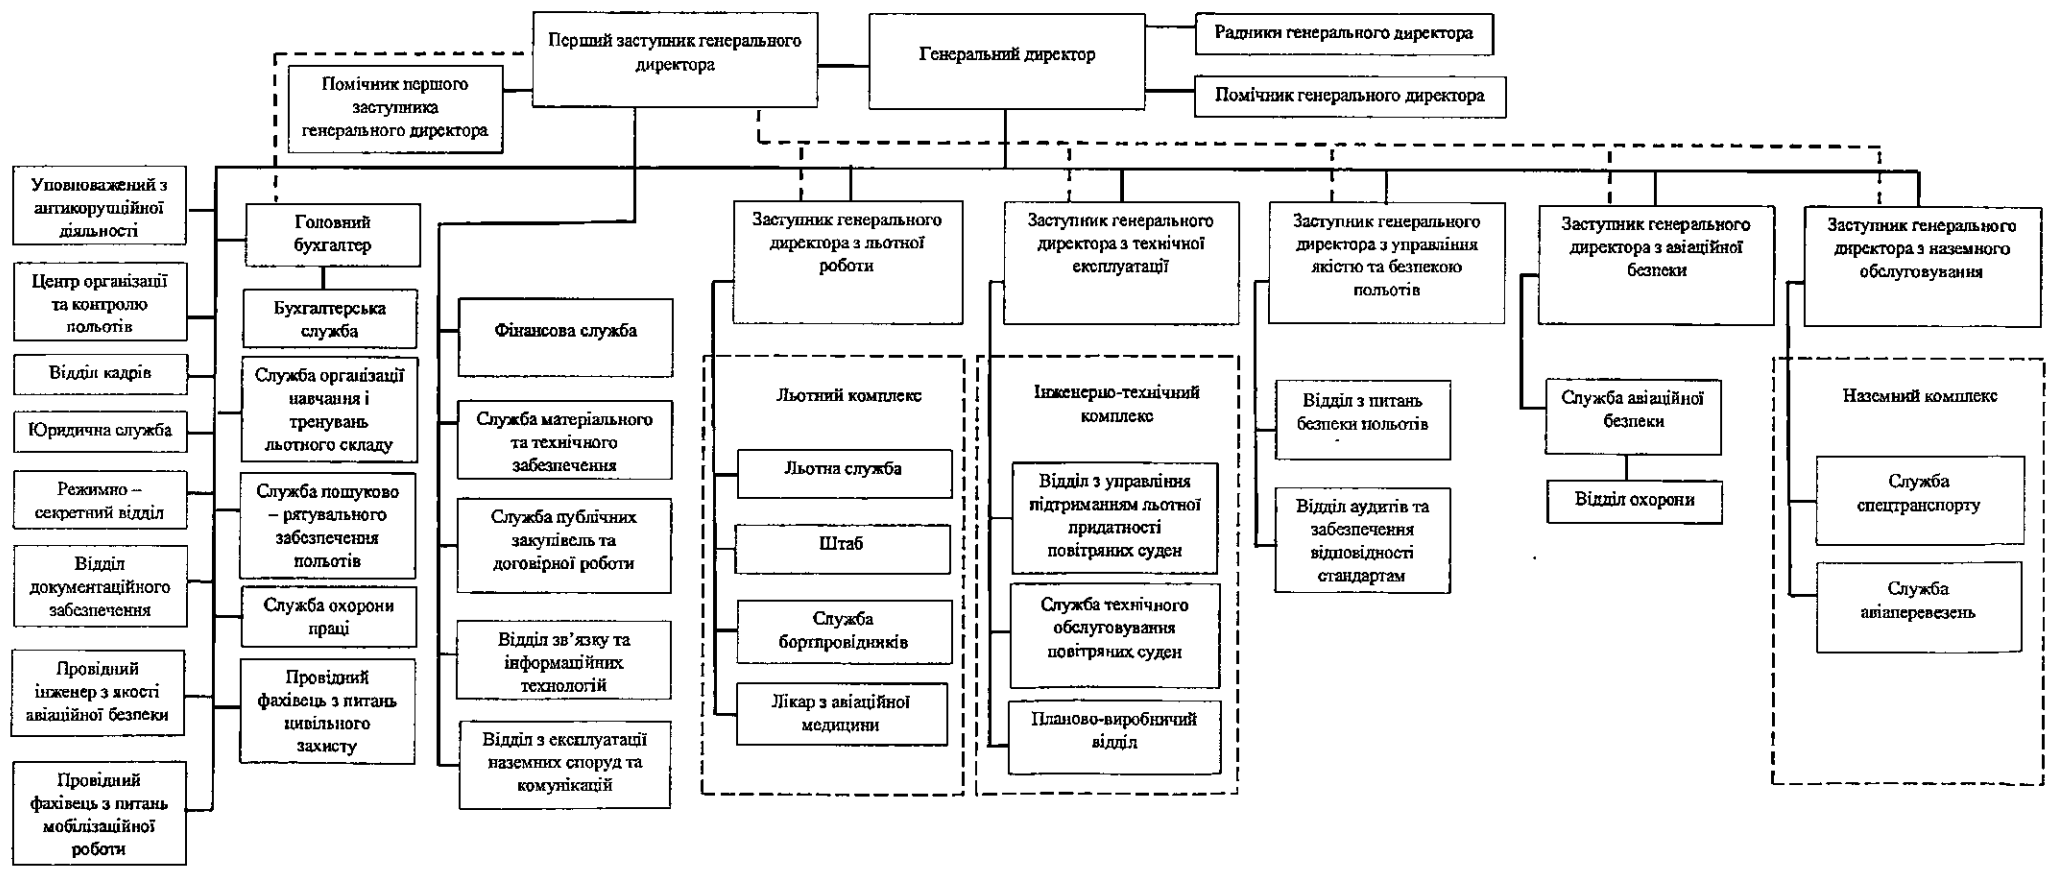 Перший заступник генерального
директора
Генеральний директор
Радники генерального директора
Помічник першого
заступника
генерального директора
Помічник генерального директора
Уповноважений з
антикорупційної
діяльності
Центр організації
та контролю
польотів
Відділ кадрів
Юридична служба
Режимно –
секретний відділ
Відділ
документаційного
забезпечення
Провідний
інженер з якості
авіаційної безпеки
Провідний
фахівець з питань
мобілізаційної
роботи
Головний
бухгалтер
Бухгалтерська
служба
Служба організації
навчання і
тренувань
льотного складу
Служба пошуково
– рятувального
забезпечення
польотів
Служба охорони
праці
Провідний
фахівець з питань
цивільного
захисту
Фінансова служба
Служба матеріального
та технічного
забезпечення
Служба публічних
закупівель та
договірної роботи
Відділ зв’язку та
інформаційних
технологій
Відділ з експлуатації
наземних споруд та
комунікацій
Заступник генерального
директора з льотної
роботи
Льотний комплекс
Льотна служба
Штаб
Служба
бортпровідників
Лікар з авіаційної
медицини
Заступник генерального
директора з технічної
експлуатації
Інженерно-технічний
комплекс
Відділ з управління
підтриманням льотної
придатності
повітряних суден
Служба технічного
обслуговування
повітряних суден
Планово-виробничий
відділ
Заступник генерального
директора з управління
якістю та безпекою
польотів
Відділ з питань
безпеки польотів
Відділ аудитів та
забезпечення
відповідності
стандартам
Заступник генерального
директора з авіаційної
безпеки
Служба авіаційної
безпеки
Відділ охорони
Заступник генерального
директора з наземного
обслуговування
Наземний комплекс
Служба
спецтранспорту
Служба
авіаперевезень